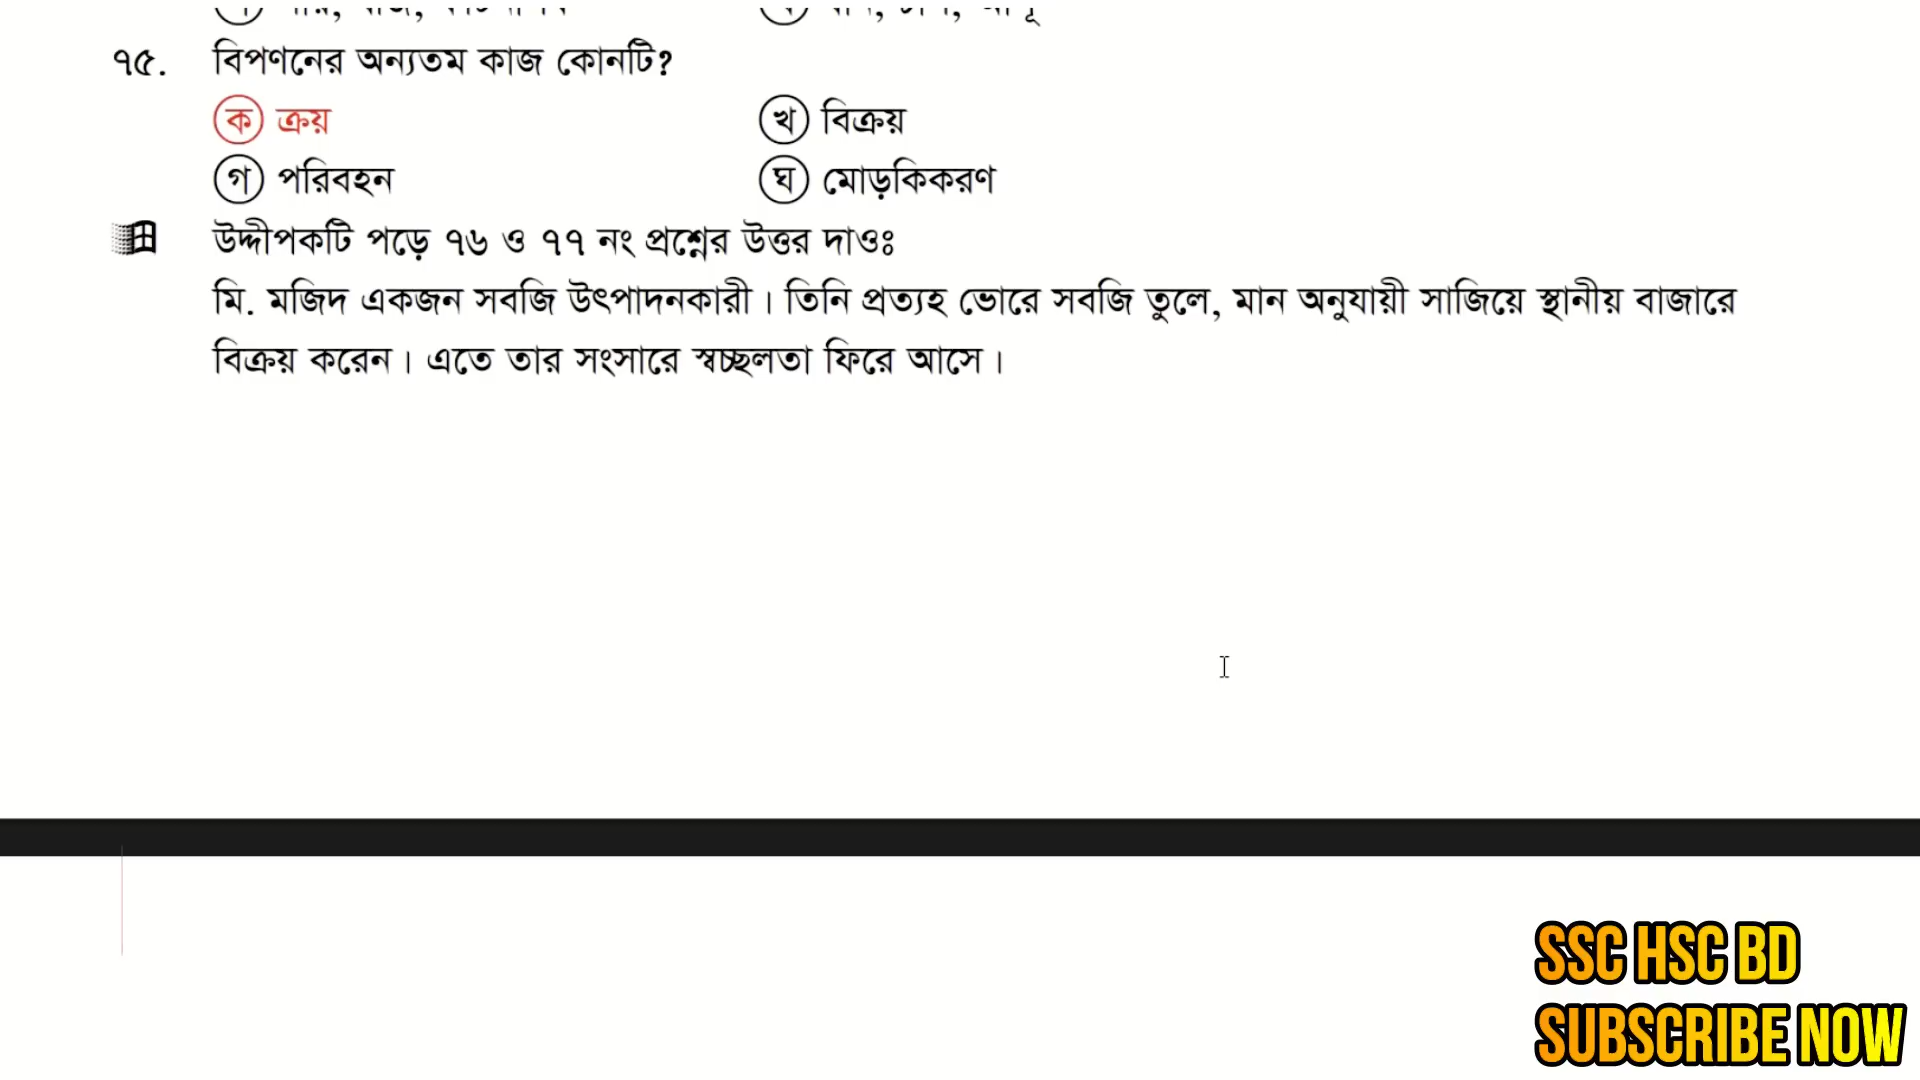 ৭৫. বিপণনের অন্যতম কাজ কোনটি?
ক ক্রয় খ বিক্রয়
গ পরিবহন ঘ মোড়কিকরণ
উদ্দীপকটি পড়ে ৭৬ ও ৭৭ নং প্রশ্নের উত্তর দাওঃ
মি. মজিদ একজন সবজি উৎপাদনকারী। তিনি প্রত্যহ ভোরে সবজি তুলে, মান অনুযায়ী সাজিয়ে স্থানীয় বাজারে
বিক্রয় করেন। এতে তার সংসারে স্বচ্ছলতা ফিরে আসে।
SSC HSC BD
SUBSCRIBE NOW